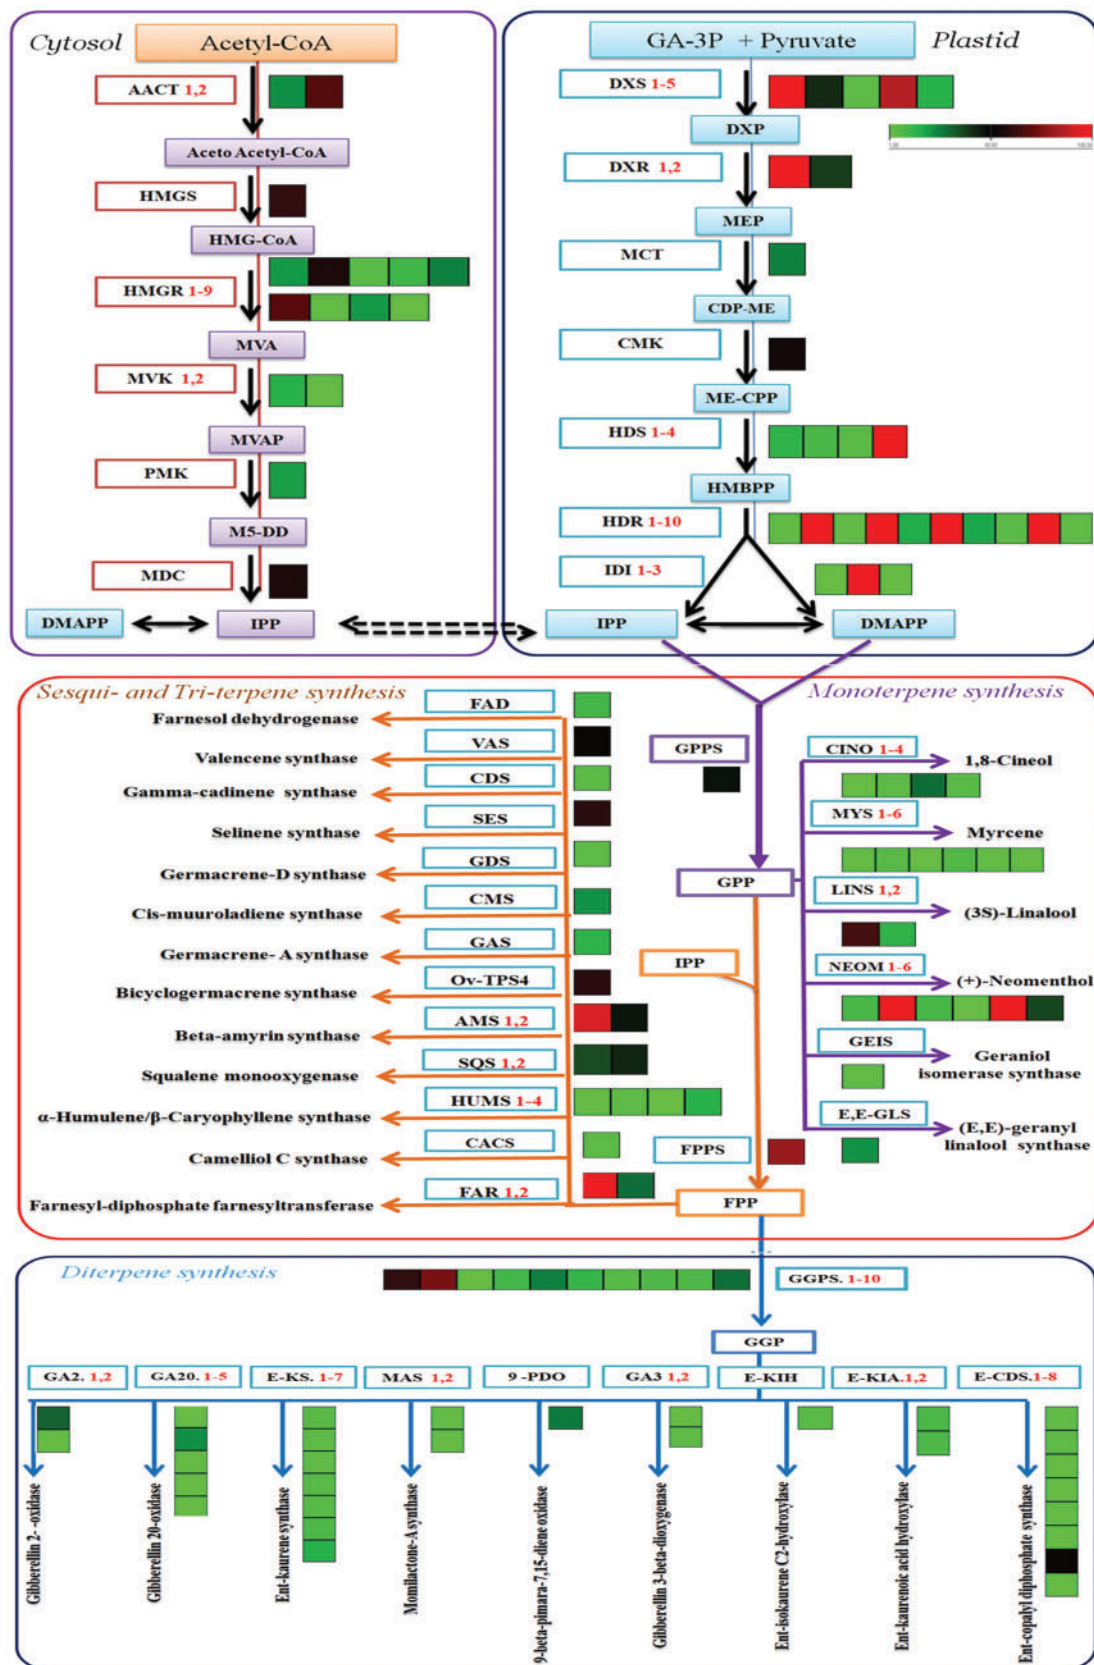 Cytosol
Acetyl-CoA
AACT 1,2
Aceto Acetyl-CoA
HMGS
HMG-CoA
HMGR 1-9
MVA
MVK 1,2
MVAP
PMK
M5-DD
MDC
DMAPP
IPP
GA-3P + Pyruvate
Plastid
DXS 1-5
DXP
DXR 1,2
MEP
MCT
CDP-ME
CMK
ME-CPP
HDS 1-4
HMBPP
HDR 1-10
IDI 1-3
IPP
DMAPP
Sesqui- and Tri-terpene synthesis
FAD
Farnesol dehydrogenase
VAS
Valencene synthase
CDS
Gamma-cadinene synthase
SES
Selinene synthase
GDS
Germacrene-D synthase
CMS
Cis-muuroladiene synthase
GAS
Germacrene- A synthase
Ov-TPS4
Bicyclogermacrene synthase
AMS 1,2
Beta-amyrin synthase
SQS 1,2
Squalene monooxygenase
HUMS 1-4
α-Humulene/β-Caryophyllene synthase
CACS
Camelliol C synthase
FAR 1,2
Farnesyl-diphosphate farnesyltransferase
GPPS
GPP
IPP
FPPS
FPP
Monoterpene synthesis
CINO 1-4
1,8-Cineol
MYS 1-6
Myrcene
LINS 1,2
(3S)-Linalool
NEOM 1-6
(+)-Neomenthol
GEIS
Geraniol
isomerase synthase
E,E-GLS
(E,E)-geranyl
linalool synthase
Diterpene synthesis
GGPS. 1-10
GGP
GA2. 1,2
GA20. 1-5
E-KS. 1-7
MAS 1,2
9 -PDO
GA3 1,2
E-KIH
E-KIA.1,2
E-CDS.1-8
Gibberellin 2- -oxidase
Gibberellin 20-oxidase
Ent-kaurene synthase
Momilactone-A synthase
9-beta-pimara-7,15-diene oxidase
Gibberellin 3-beta-dioxygenase
Ent-isokaurene C2-hydroxylase
Ent-kaurenoic acid hydroxylase
Ent-copalyl diphosphate synthase